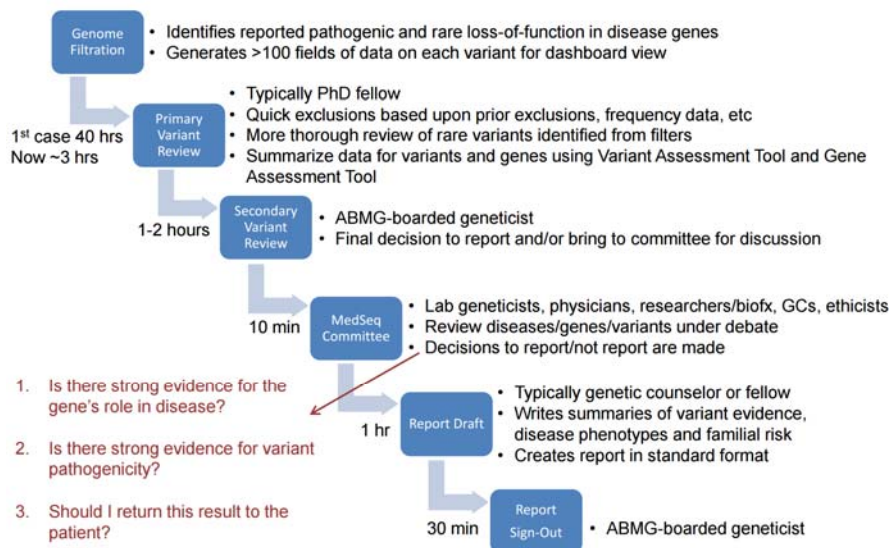 Genome
Filtration
• Identifies reported pathogenic and rare loss-of-function in disease genes
• Generates >100 fields of data on each variant for dashboard view
1st case 40 hrs
Now ~3 hrs
Primary
Variant
Review
• Typically PhD fellow
• Quick exclusions based upon prior exclusions, frequency data, etc
• More thorough review of rare variants identified from filters
• Summarize data for variants and genes using Variant Assessment Tool and Gene
Assessment Tool
1-2 hours
Secondary
Variant
Review
• ABMG-boarded geneticist
• Final decision to report and/or bring to committee for discussion
10 min
MedSeq
Committee
• Lab geneticists, physicians, researchers/biofx, GCs, ethicists
• Review diseases/genes/variants under debate
• Decisions to report/not report are made
1. Is there strong evidence for the
gene's role in disease?
2. Is there strong evidence for variant
pathogenicity?
3. Should I return this result to the
patient?
1 hr
Report Draft
• Typically genetic counselor or fellow
• Writes summaries of variant evidence,
disease phenotypes and familial risk
• Creates report in standard format
30 min
Report
Sign-Out
• ABMG-boarded geneticist